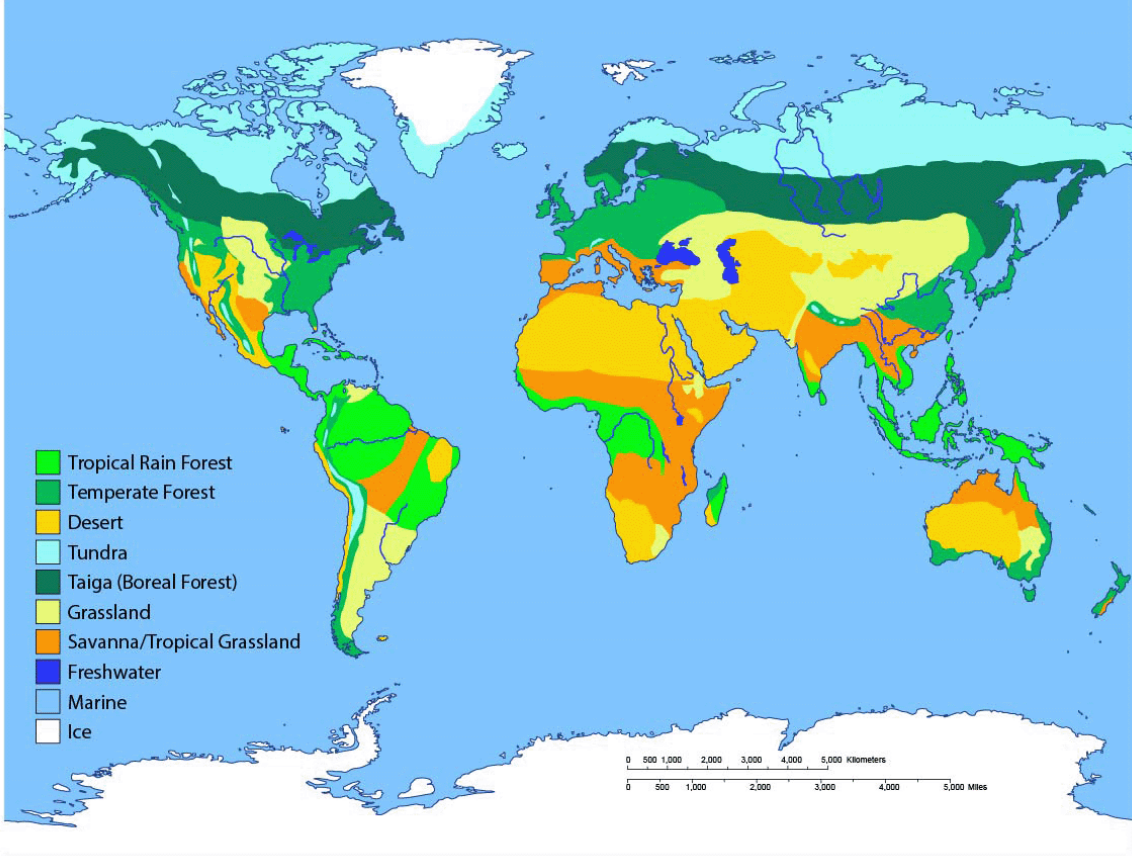 Tropical Rain Forest
Temperate Forest
Desert
Tundra
Taiga (Boreal Forest)
Grassland
Savanna/Tropical Grassland
Freshwater
Marine
Ice
0 500 1,000 2,000 3,000 4,000 5,000 Kilometers
0 500 1,000 2,000 3,000 4,000 5,000 Miles